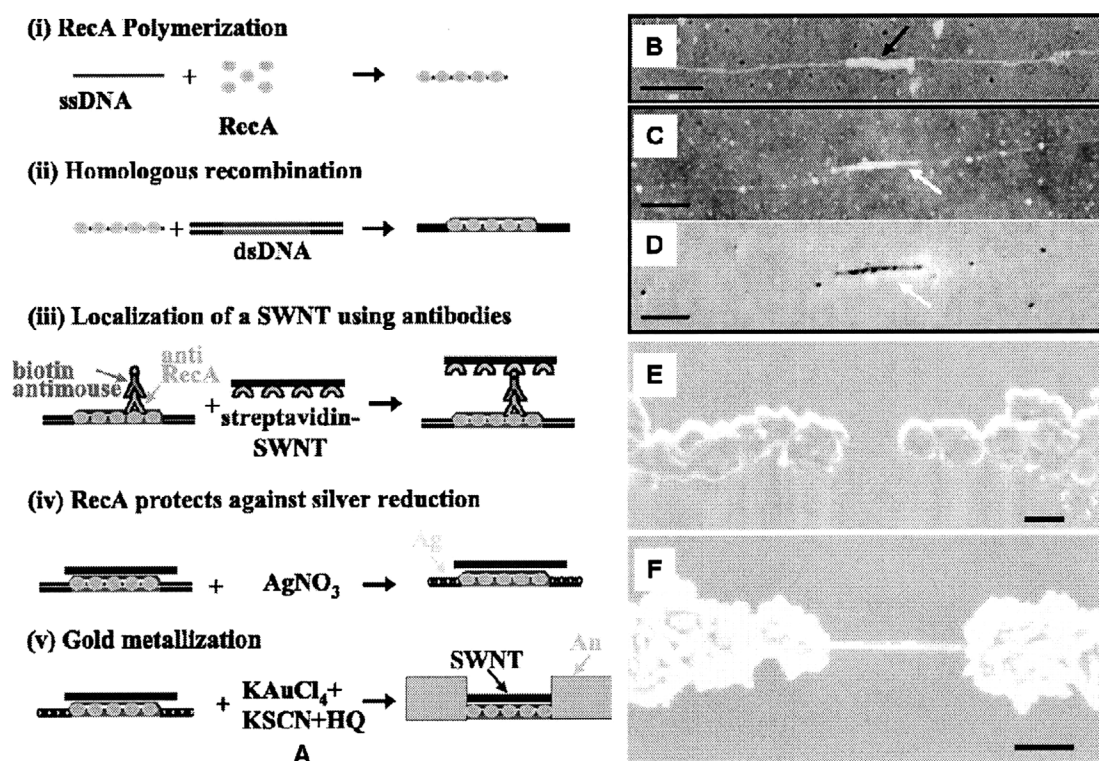 (i) RecA Polymerization
+
ssDNA
RecA
(ii) Homologous recombination
+
dsDNA
(iii) Localization of a SWNT using antibodies
biotin
antimouse
anti
RecA
+
streptavidin-
SWNT
(iv) RecA protects against silver reduction
+
AgNO3
Ag
(v) Gold metallization
+
KAuCl4+
KSCN+HQ
SWNT
Au
A
B
C
D
E
F